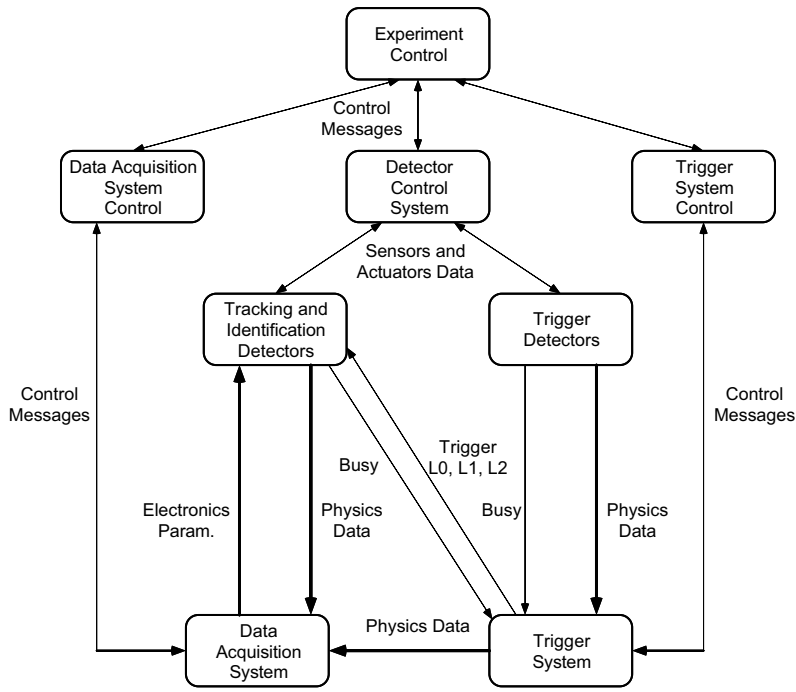 Experiment
Control
Control
Messages
Data Acquisition
System
Control
Detector
Control
System
Trigger
System
Control
Sensors and
Actuators Data
Tracking and
Identification
Detectors
Trigger
Detectors
Control
Messages
Control
Messages
Busy
Trigger
L0, L1, L2
Electronics
Param.
Physics
Data
Busy
Physics
Data
Physics Data
Data
Acquisition
System
Trigger
System